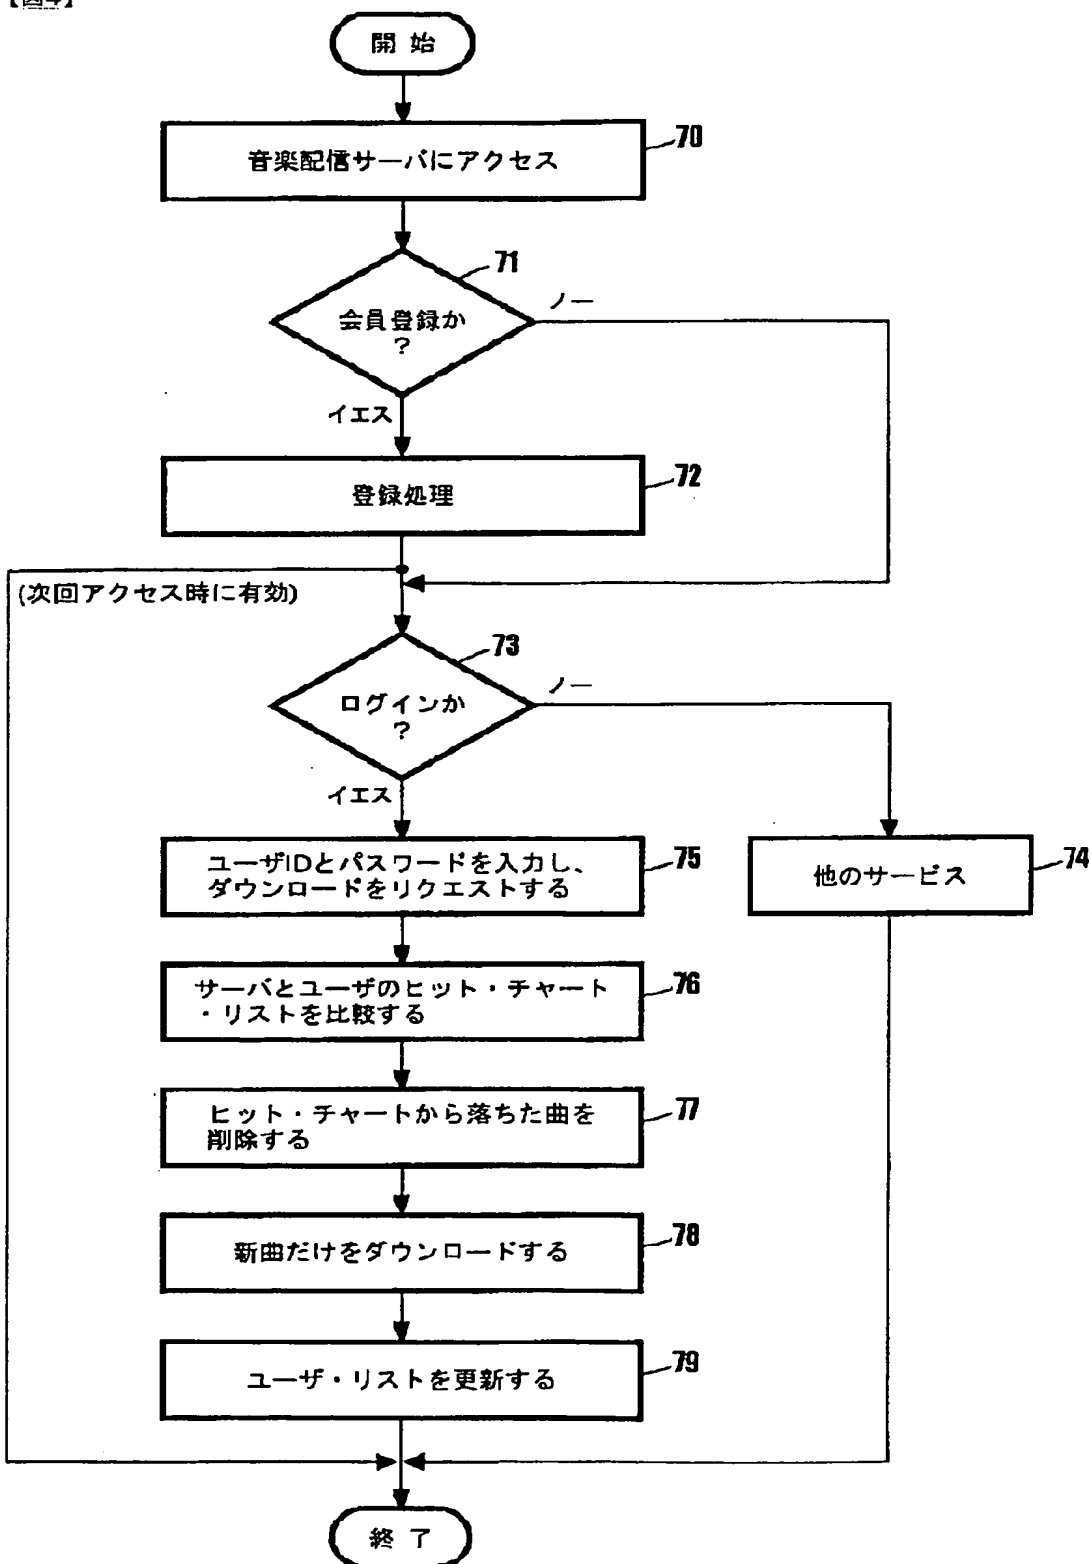 【図4】
開 始
音楽配信サーバにアクセス
70
71
会員登録か
?
ノー
イエス
登録処理
72
(次回アクセス時に有効)
73
ログインか
?
ノー
イエス
ユーザIDとパスワードを入力し、
ダウンロードをリクエストする
75
他のサービス
74
サーバとユーザのヒット・チャート
・リストを比較する
76
ヒット・チャートから落ちた曲を
削除する
77
新曲だけをダウンロードする
78
ユーザ・リストを更新する
79
終 了